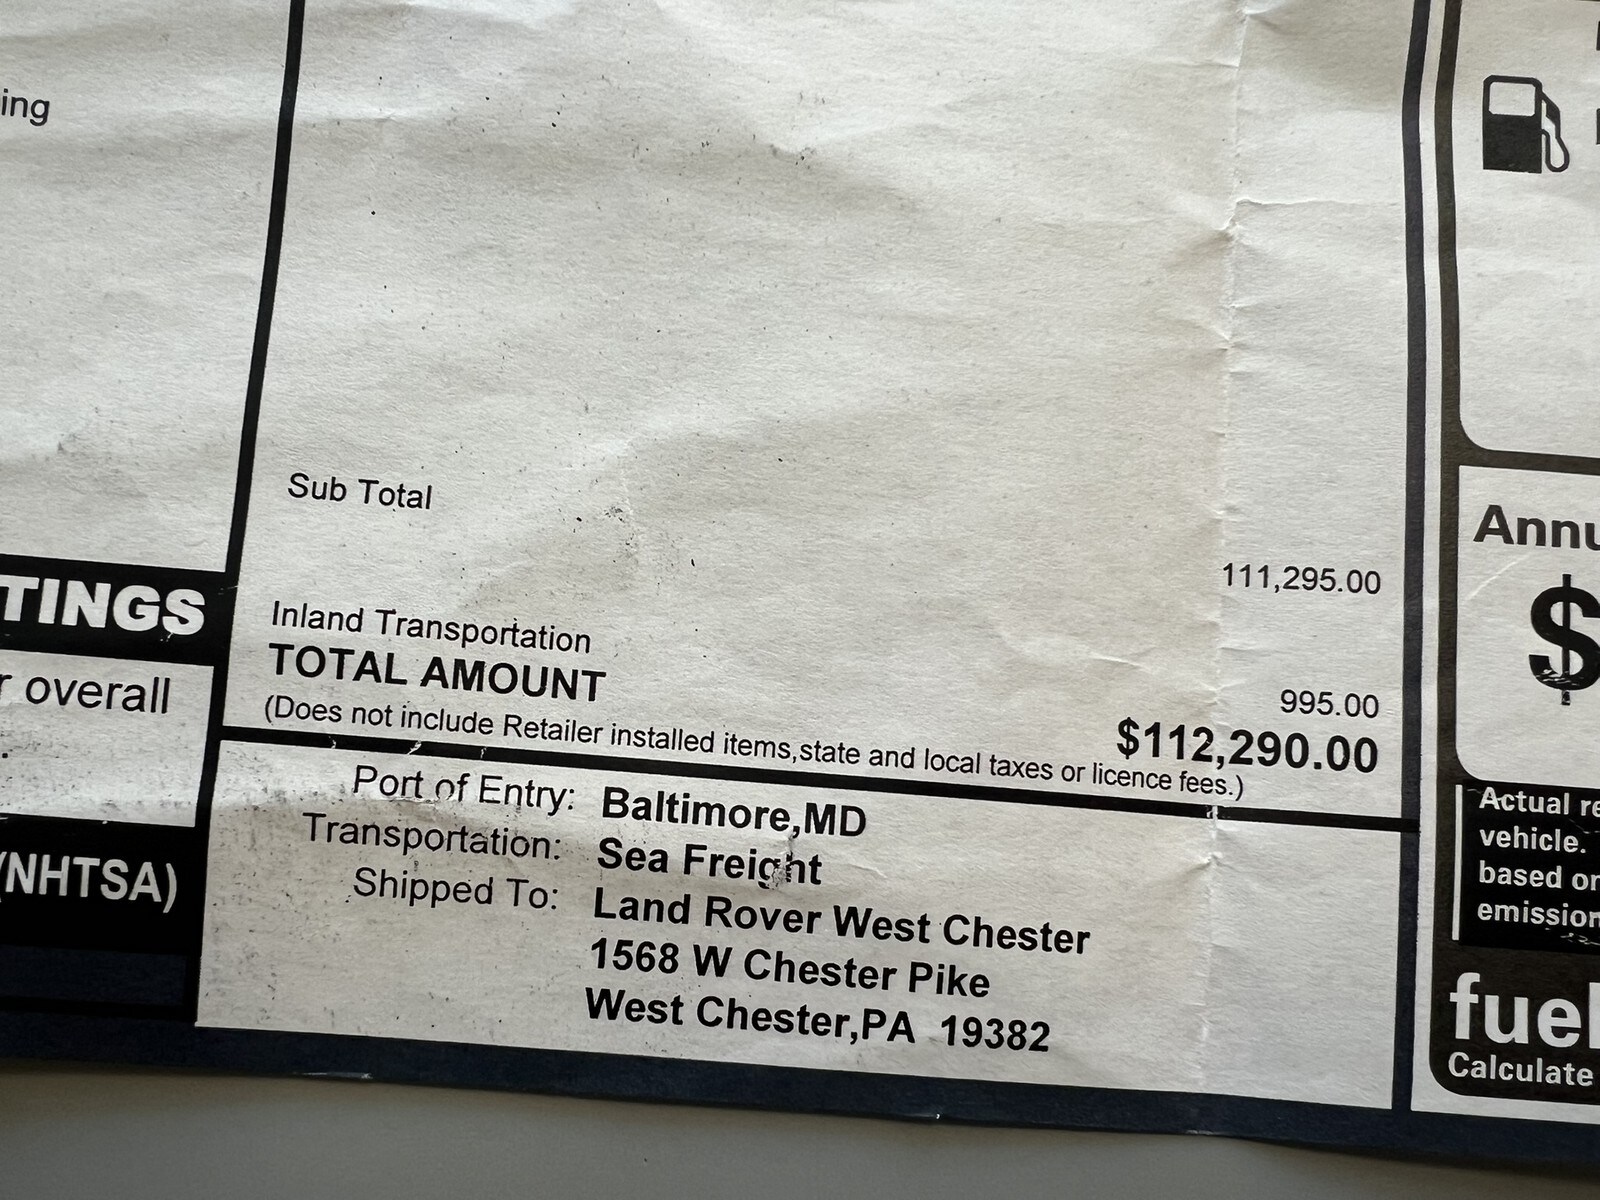 ing
Sub Total
111,295.00
Inland Transportation
995.00
TOTAL AMOUNT
$112,290.00
(Does not include Retailer installed items,state and local taxes or licence fees.)
Port of Entry: Baltimore,MD
Transportation: Sea Freight
Shipped To: Land Rover West Chester
1568 W Chester Pike
West Chester,PA 19382
TINGS
r overall
.
(NHTSA)
Annu
$
Actual re
vehicle.
based on
emission
fuel
Calculate